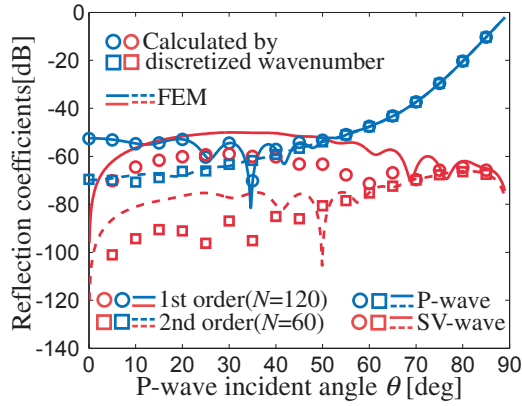 Reflection coefficients[dB]
-20
-40
-60
-80
-100
-120
-140
Calculated by
discretized wavenumber
FEM
1st order(N=120)
2nd order(N=60)
P-wave
SV-wave
0 10 20 30 40 50 60 70 80 90
P-wave incident angle θ [deg]